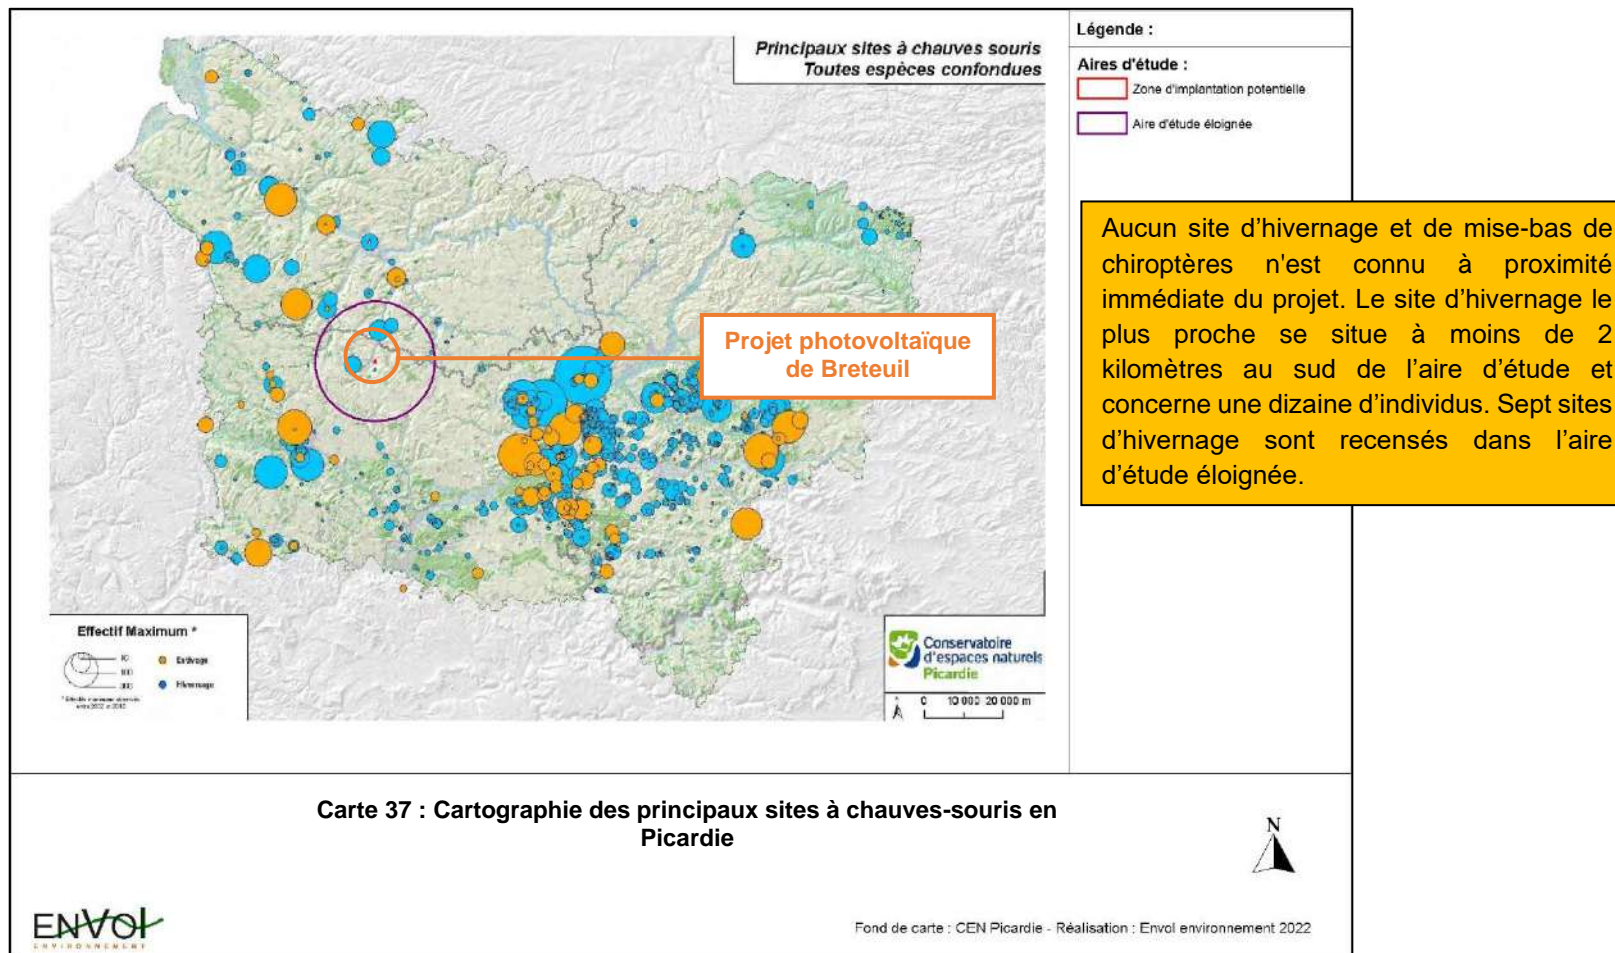 Principaux sites à chauves souris
Toutes espèces confondues
Légende :
Aires d'étude :
Zone d'implantation potentielle
Aire d'étude éloignée
Aucun site d'hivernage et de mise-bas de
chiroptères n'est connu à proximité
immédiate du projet. Le site d'hivernage le
plus proche se situe à moins de 2
kilomètres au sud de l'aire d'étude et
concerne une dizaine d'individus. Sept sites
d'hivernage sont recensés dans l'aire
d'étude éloignée.
Projet photovoltaïque
de Breteuil
Effectif Maximum *
10
100
Estivage
Hivernage
Conservatoire
d'espaces naturels
Picardie
0 10 000 20 000 m
Carte 37 : Cartographie des principaux sites à chauves-souris en
Picardie
N
ENVOL
ENVIRONNEMENT
Fond de carte : CEN Picardie - Réalisation : Envol environnement 2022